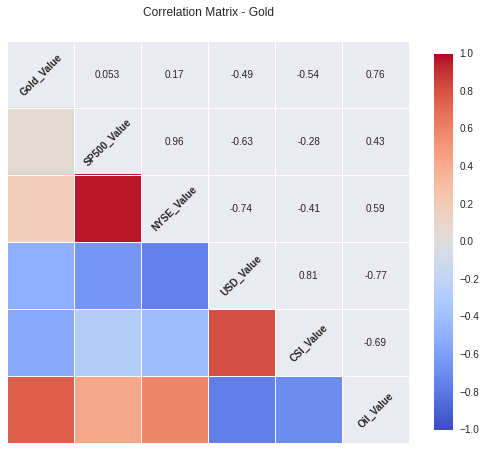 Correlation Matrix - Gold
Gold_Value 0.053 0.17 -0.49 -0.54 0.76
SP500_Value 0.96 -0.63 -0.28 0.43
NYSE_Value -0.74 -0.41 0.59
USD_Value 0.81 -0.77
CSI_Value -0.69
Oil_Value
1.0
0.8
0.6
0.4
0.2
0.0
−0.2
−0.4
−0.6
−0.8
−1.0